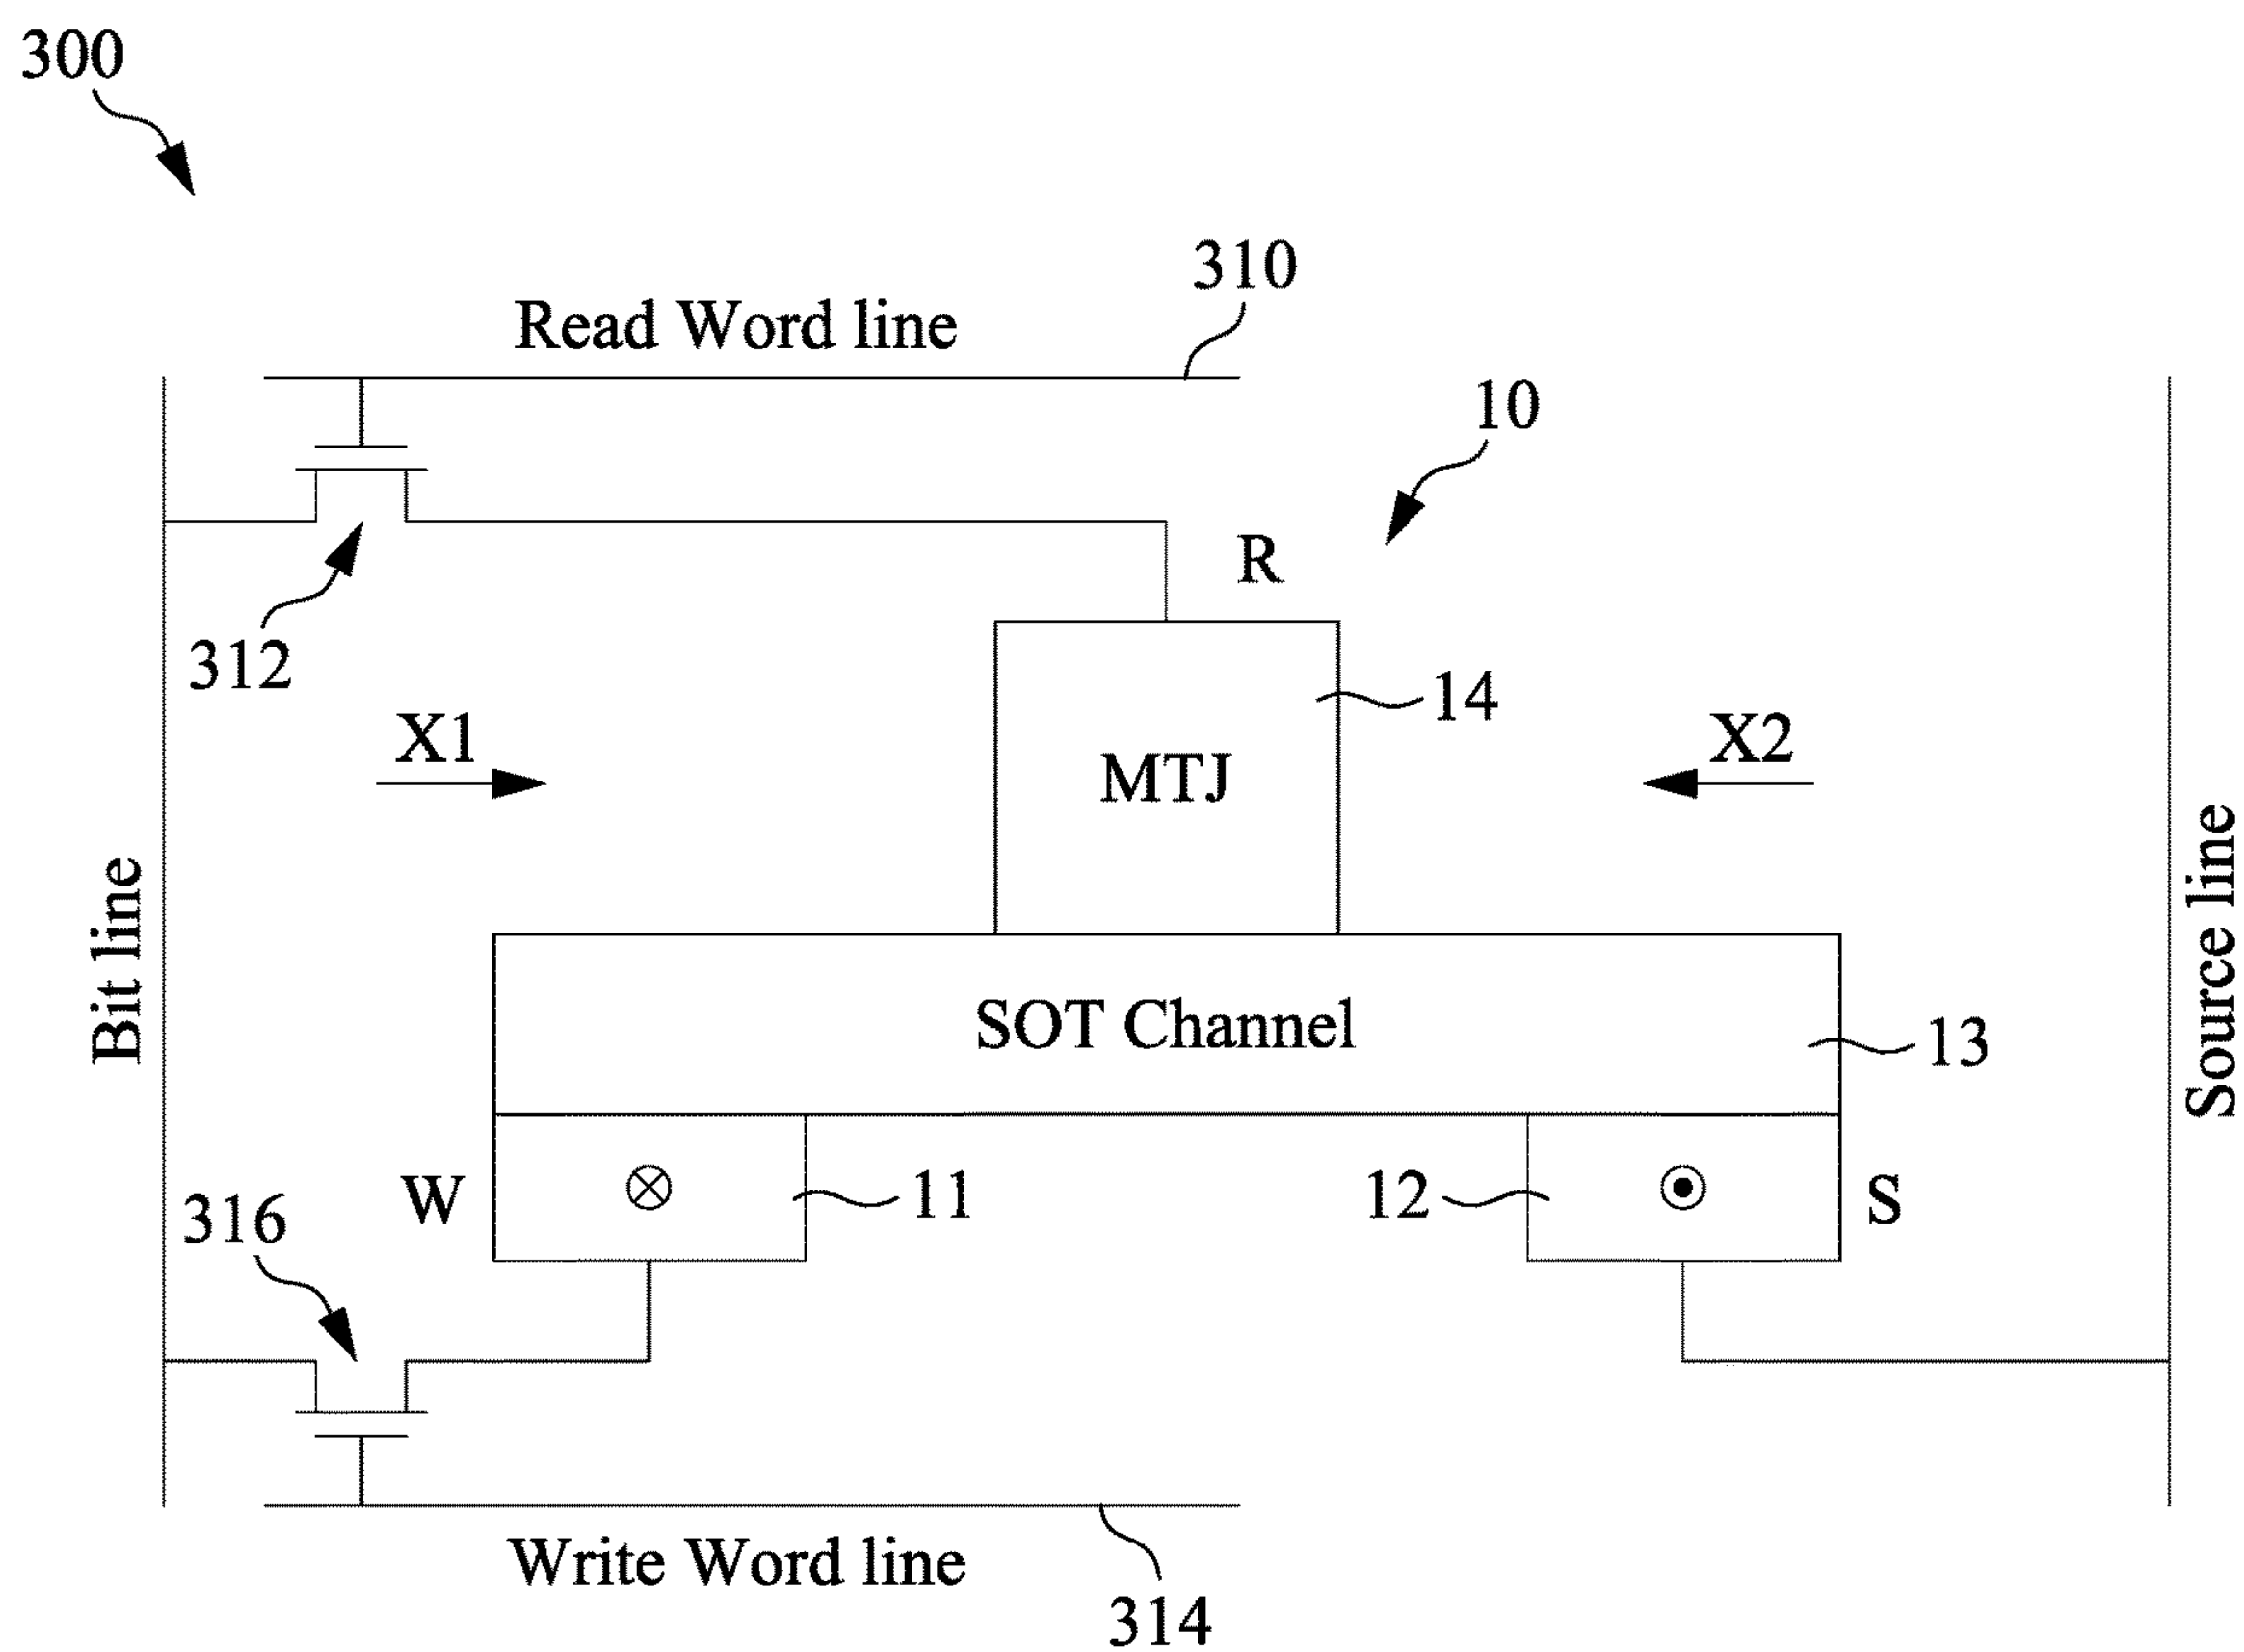 300
310
Read Word line
10
R
312
14
X1
X2
MTJ
Bit line
Source line
SOT Channel
13
W
11
12
S
316
Write Word line
314